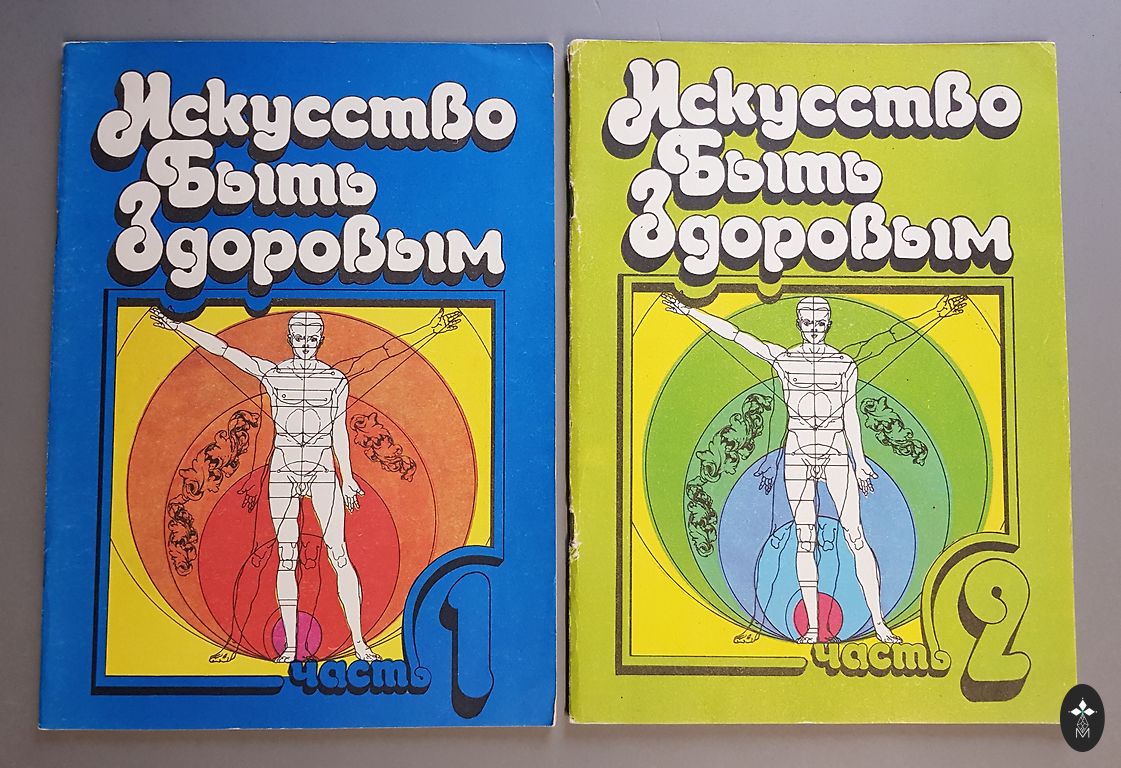 Искусство
Быть
Здоровым
часть 1
Искусство
Быть
Здоровым
часть 2
М